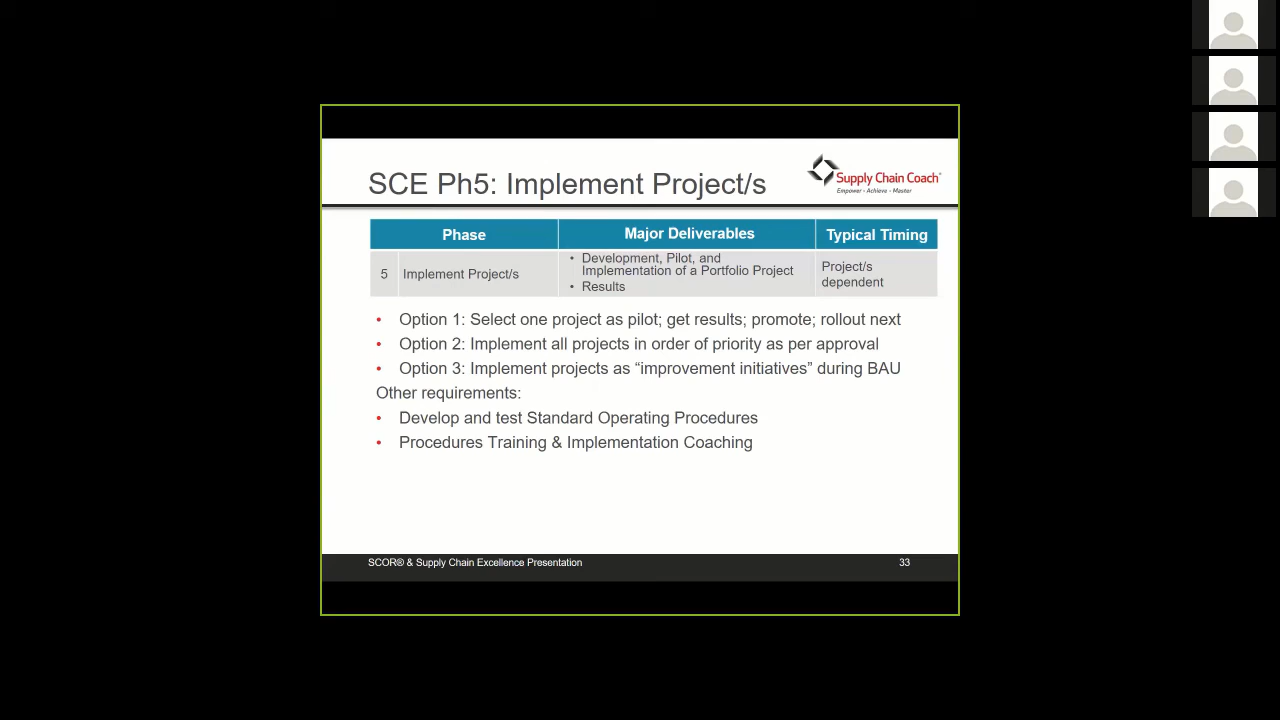 SCE Ph5: Implement Project/s
Supply Chain Coach
Empower - Achieve - Master
Phase
Major Deliverables
Typical Timing
5
Implement Project/s
• Development, Pilot, and
Implementation of a Portfolio Project
• Results
Project/s
dependent
• Option 1: Select one project as pilot; get results; promote; rollout next
• Option 2: Implement all projects in order of priority as per approval
• Option 3: Implement projects as “improvement initiatives” during BAU
Other requirements:
• Develop and test Standard Operating Procedures
• Procedures Training & Implementation Coaching
SCOR® & Supply Chain Excellence Presentation
33